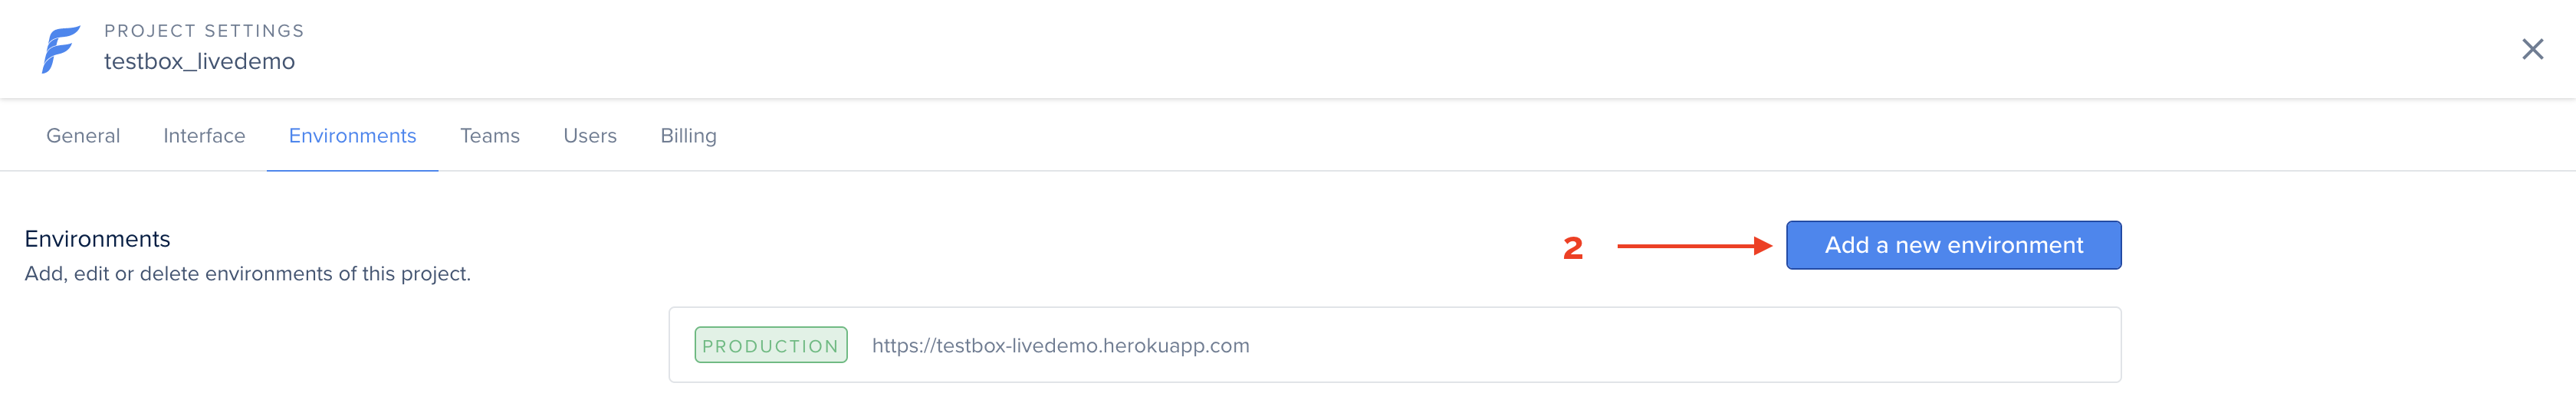 PROJECT SETTINGS
testbox_livedemo
General Interface Environments Teams Users Billing
Environments
Add, edit or delete environments of this project.
2
Add a new environment
PRODUCTION https://testbox-livedemo.herokuapp.com